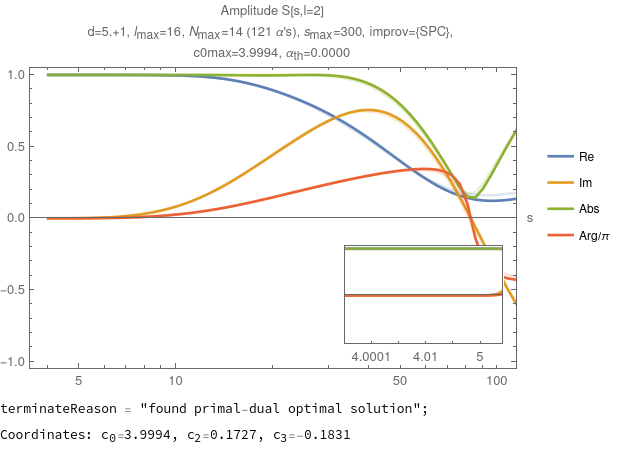 Amplitude S[s,l=2]
d=5.+1, lmax=16, Nmax=14 (121 α's), smax=300, improv={SPC},
c0max=3.9994, αth=0.0000
1.0
0.5
0.0
−0.5
−1.0
5
10
50
100
s
4.0001
4.01
5
Re
Im
Abs
Arg/π
terminateReason = "found primal-dual optimal solution";
Coordinates: c0=3.9994, c2=0.1727, c3=-0.1831